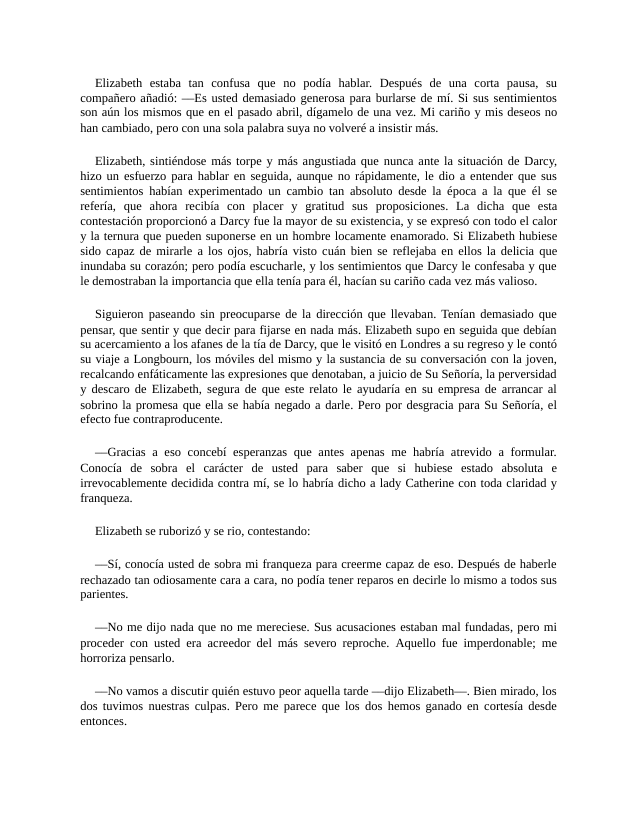 Elizabeth estaba tan confusa que no podía hablar. Después de una corta pausa, su
compañero añadió: —Es usted demasiado generosa para burlarse de mí. Si sus sentimientos
son aún los mismos que en el pasado abril, dígamelo de una vez. Mi cariño y mis deseos no
han cambiado, pero con una sola palabra suya no volveré a insistir más.
Elizabeth, sintiéndose más torpe y más angustiada que nunca ante la situación de Darcy,
hizo un esfuerzo para hablar en seguida, aunque no rápidamente, le dio a entender que sus
sentimientos habían experimentado un cambio tan absoluto desde la época a la que él se
refería, que ahora recibía con placer y gratitud sus proposiciones. La dicha que esta
contestación proporcionó a Darcy fue la mayor de su existencia, y se expresó con todo el calor
y la ternura que pueden suponerse en un hombre locamente enamorado. Si Elizabeth hubiese
sido capaz de mirarle a los ojos, habría visto cuán bien se reflejaba en ellos la delicia que
inundaba su corazón; pero podía escucharle, y los sentimientos que Darcy le confesaba y que
le demostraban la importancia que ella tenía para él, hacían su cariño cada vez más valioso.
Siguieron paseando sin preocuparse de la dirección que llevaban. Tenían demasiado que
pensar, que sentir y que decir para fijarse en nada más. Elizabeth supo en seguida que debían
su acercamiento a los afanes de la tía de Darcy, que le visitó en Londres a su regreso y le contó
su viaje a Longbourn, los móviles del mismo y la sustancia de su conversación con la joven,
recalcando enfáticamente las expresiones que denotaban, a juicio de Su Señoría, la perversidad
y descaro de Elizabeth, segura de que este relato le ayudaría en su empresa de arrancar al
sobrino la promesa que ella se había negado a darle. Pero por desgracia para Su Señoría, el
efecto fue contraproducente.
—Gracias a eso concebí esperanzas que antes apenas me habría atrevido a formular.
Conocía de sobra el carácter de usted para saber que si hubiese estado absoluta e
irrevocablemente decidida contra mí, se lo habría dicho a lady Catherine con toda claridad y
franqueza.
Elizabeth se ruborizó y se rio, contestando:
—Sí, conocía usted de sobra mi franqueza para creerme capaz de eso. Después de haberle
rechazado tan odiosamente cara a cara, no podía tener reparos en decirle lo mismo a todos sus
parientes.
—No me dijo nada que no me mereciese. Sus acusaciones estaban mal fundadas, pero mi
proceder con usted era acreedor del más severo reproche. Aquello fue imperdonable; me
horroriza pensarlo.
—No vamos a discutir quién estuvo peor aquella tarde —dijo Elizabeth—. Bien mirado, los
dos tuvimos nuestras culpas. Pero me parece que los dos hemos ganado en cortesía desde
entonces.